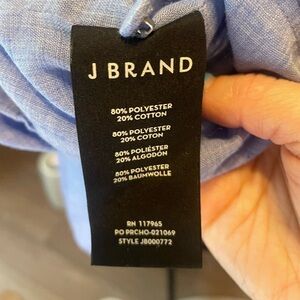 J BRAND
80% POLYESTER
20% COTTON
80% POLYESTER
20% COTON
80% POLIÉSTER
20% ALGODÓN
80% POLYESTER
20% BAUMWOLLE
RN 117965
PO PRCHO-021069
STYLE JB000772